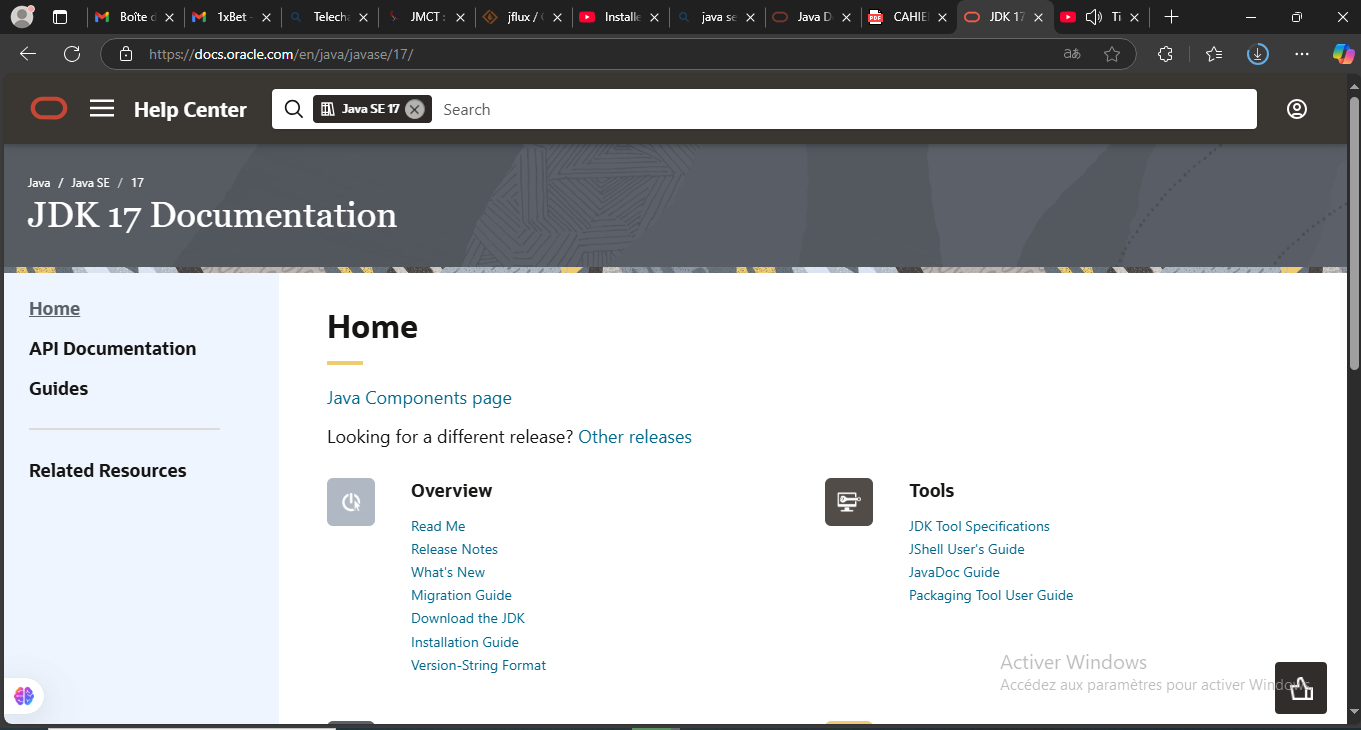 Boîte d
1xBet -
Telecha
JMCT :
jflux / 
Installe
java se
Java D
CAHIE
JDK 17
Ti
https://docs.oracle.com/en/java/javase/17/
Help Center
Java SE 17
Search
Java / Java SE / 17
JDK 17 Documentation
Home
API Documentation
Guides
Related Resources
Home
Java Components page
Looking for a different release? Other releases
Overview
Read Me
Release Notes
What's New
Migration Guide
Download the JDK
Installation Guide
Version-String Format
Tools
JDK Tool Specifications
JShell User's Guide
JavaDoc Guide
Packaging Tool User Guide
Activer Windows
Accédez aux paramètres pour activer Windows.